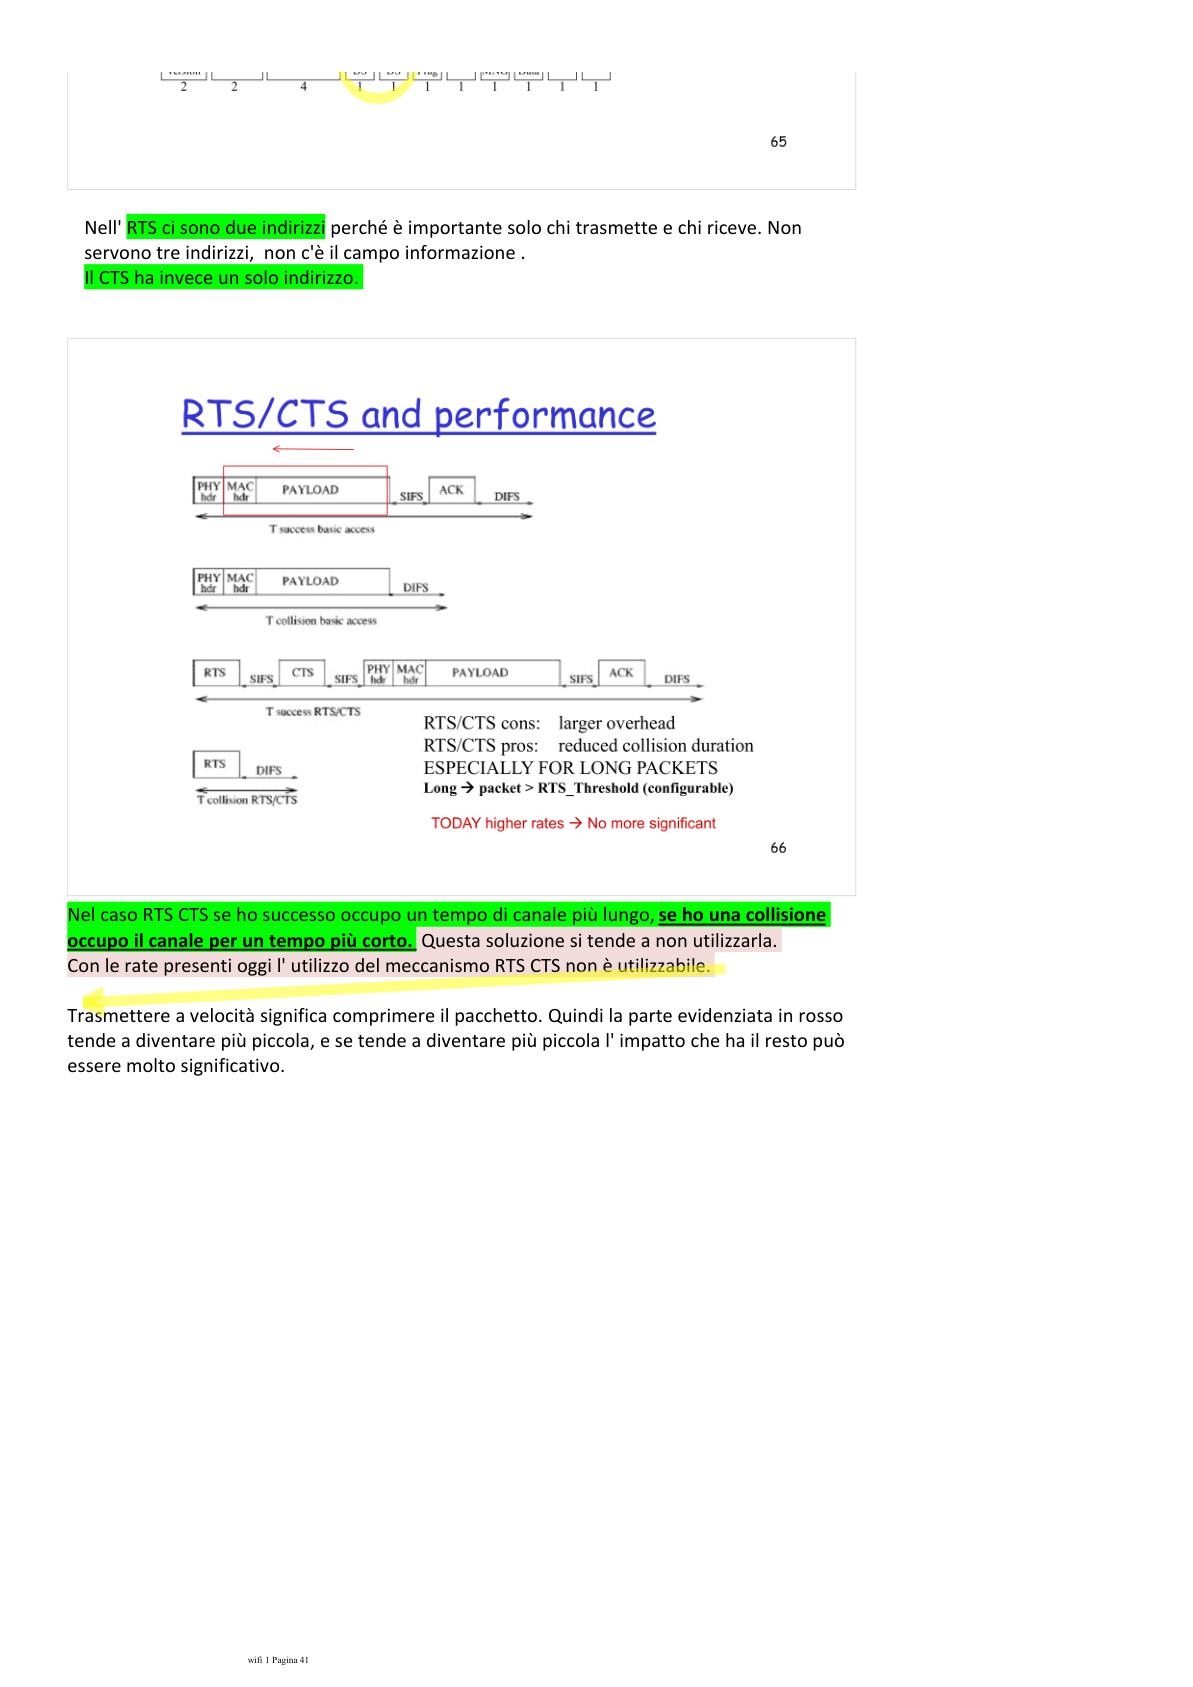 2 2 4 1 1 1 1 1 1 1 1
65
Nell' RTS ci sono due indirizzi perché è importante solo chi trasmette e chi riceve. Non
servono tre indirizzi,  non c'è il campo informazione .
Il CTS ha invece un solo indirizzo.
RTS/CTS and performance
PHY hdr MAC hdr PAYLOAD SIFS ACK DIFS
T success basic access
PHY hdr MAC hdr PAYLOAD DIFS
T collision basic access
RTS SIFS CTS SIFS PHY hdr MAC hdr PAYLOAD SIFS ACK DIFS
T success RTS/CTS
RTS/CTS cons: larger overhead
RTS/CTS pros: reduced collision duration
RTS DIFS
ESPECIALLY FOR LONG PACKETS
Long → packet > RTS_Threshold (configurable)
T collision RTS/CTS
TODAY higher rates → No more significant
66
Nel caso RTS CTS se ho successo occupo un tempo di canale più lungo, se ho una collisione
occupo il canale per un tempo più corto. Questa soluzione si tende a non utilizzarla.
Con le rate presenti oggi l' utilizzo del meccanismo RTS CTS non è utilizzabile.
Trasmettere a velocità significa comprimere il pacchetto. Quindi la parte evidenziata in rosso
tende a diventare più piccola, e se tende a diventare più piccola l' impatto che ha il resto può
essere molto significativo.
wifi 1 Pagina 41